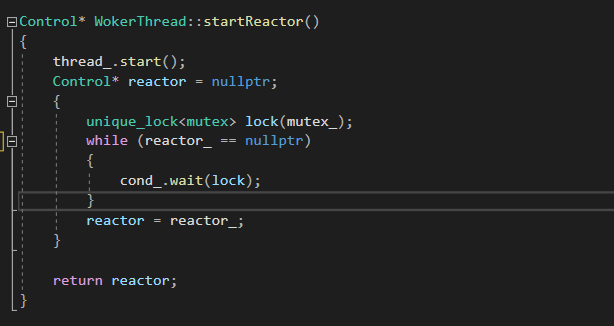 Control* WokerThread::startReactor()
{
    thread_.start();
    Control* reactor = nullptr;
    {
        unique_lock<mutex> lock(mutex_);
        while (reactor_ == nullptr)
        {
            cond_.wait(lock);
        }
        reactor = reactor_;
    }
    return reactor;
}